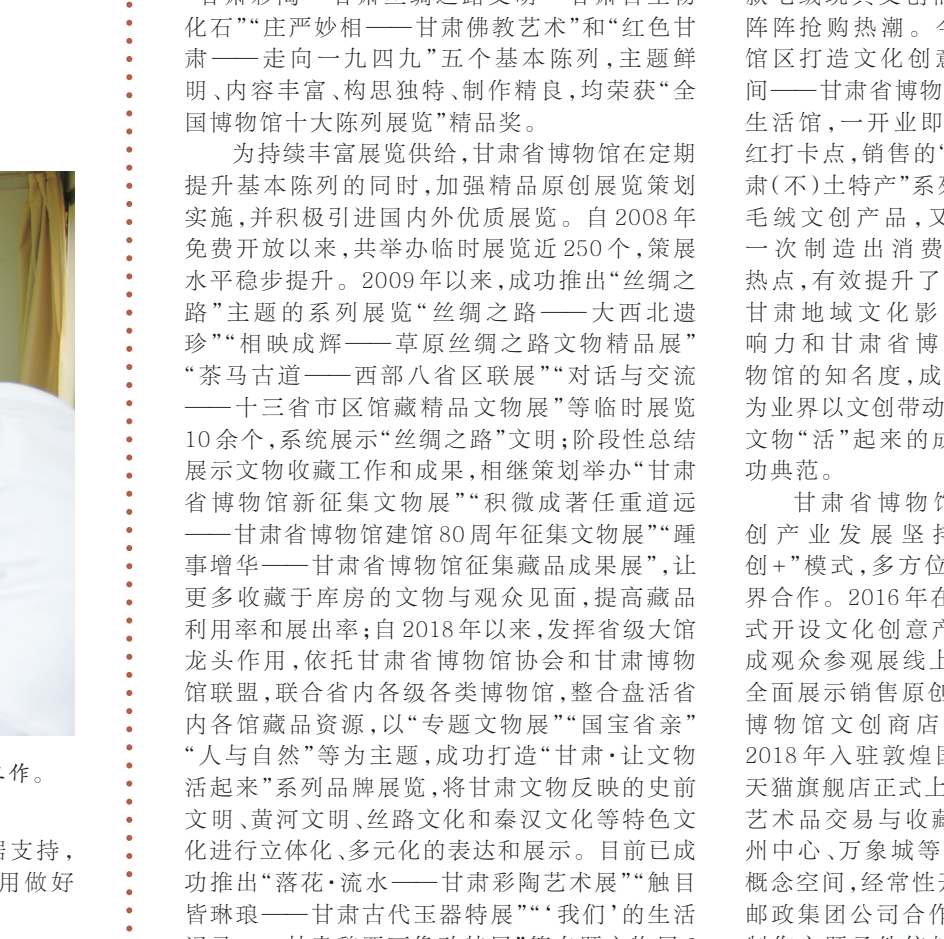 作。
支持，
用做好
化石”“庄严妙相——甘肃佛教艺术”和“红色甘
肃——走向一九四九”五个基本陈列，主题鲜
明、内容丰富、构思独特、制作精良，均荣获“全
国博物馆十大陈列展览”精品奖。
为持续丰富展览供给，甘肃省博物馆在定期
提升基本陈列的同时，加强精品原创展览策划
实施，并积极引进国内外优质展览。自2008年
免费开放以来，共举办临时展览近250个，策展
水平稳步提升。2009年以来，成功推出“丝绸之
路”主题的系列展览“丝绸之路——大西北遗
珍”“相映成辉——草原丝绸之路文物精品展”
“茶马古道——西部八省区联展”“对话与交流
——十三省市区馆藏精品文物展”等临时展览
10余个，系统展示“丝绸之路”文明；阶段性总结
展示文物收藏工作和成果，相继策划举办“甘肃
省博物馆新征集文物展”“积微成著任重道远
——甘肃省博物馆建馆80周年征集文物展”“踵
事增华——甘肃省博物馆征集藏品成果展”，让
更多收藏于库房的文物与观众见面，提高藏品
利用率和展出率；自2018年以来，发挥省级大馆
龙头作用，依托甘肃省博物馆协会和甘肃博物
馆联盟，联合省内各级各类博物馆，整合盘活省
内各馆藏品资源，以“专题文物展”“国宝省亲”
“人与自然”等为主题，成功打造“甘肃·让文物
活起来”系列品牌展览，将甘肃文物反映的史前
文明、黄河文明、丝路文化和秦汉文化等特色文
化进行立体化、多元化的表达和展示。目前已成
功推出“落花·流水——甘肃彩陶艺术展”“触目
皆琳琅——甘肃古代玉器特展”“‘我们’的生活
阵阵抢购热潮。
馆区打造文化创意
间——甘肃省博物
生活馆，一开业即
红打卡点，销售的“
肃（不）土特产”系
毛绒文创产品，又
一次制造出消费
热点，有效提升了
甘肃地域文化影
响力和甘肃省博
物馆的知名度，成
为业界以文创带动
文物“活”起来的成
功典范。
甘肃省博物馆
创产业发展坚持
创+”模式，多方位
界合作。2016年在
式开设文化创意产
成观众参观展线上
全面展示销售原创
博物馆文创商店
2018年入驻敦煌国
天猫旗舰店正式上
艺术品交易与收藏
州中心、万象城等
概念空间，经常性开
邮政集团公司合作